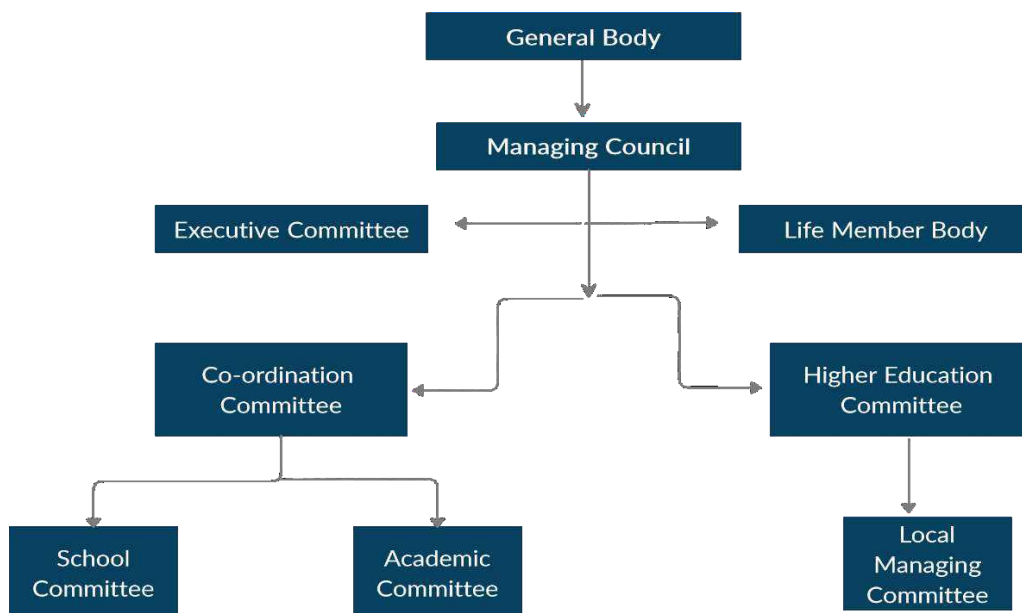 General Body
Managing Council
Executive Committee
Life Member Body
Co-ordination
Committee
Higher Education
Committee
School
Committee
Academic
Committee
Local
Managing
Committee